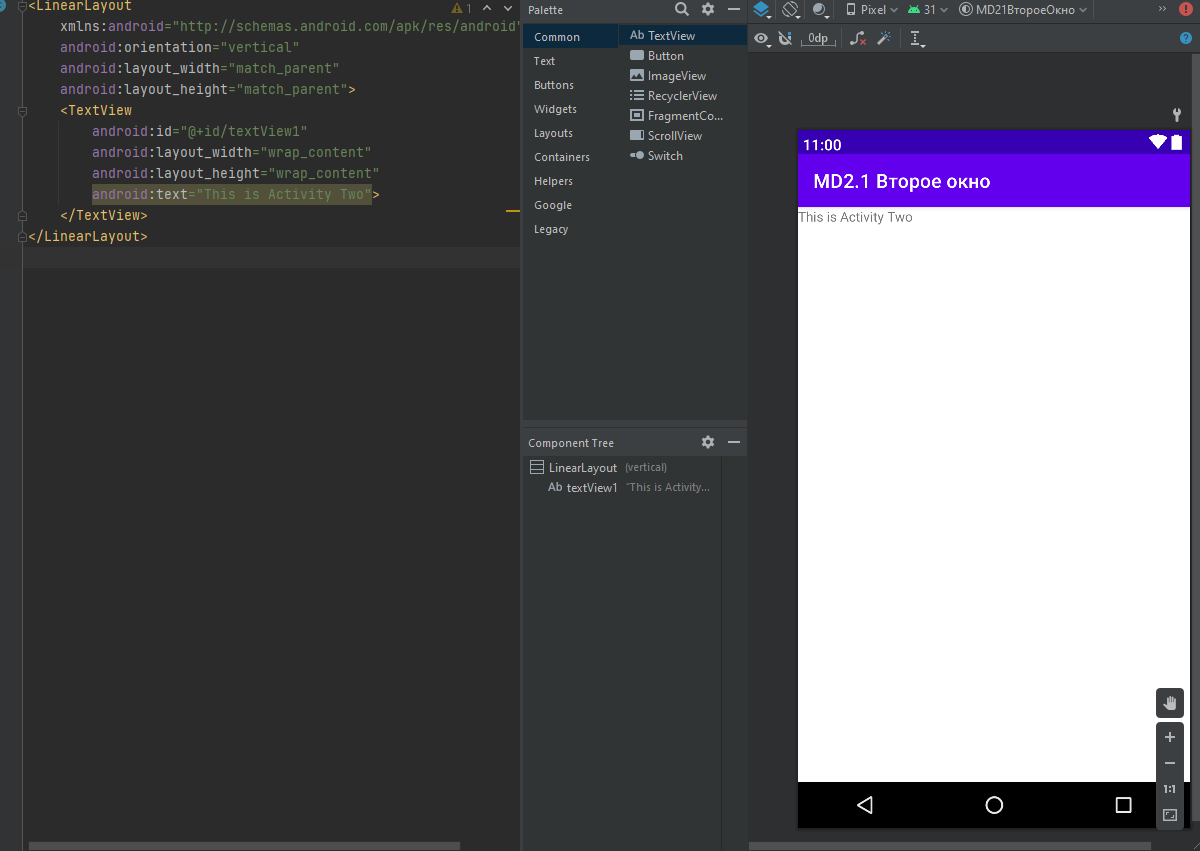 <LinearLayout
xmlns:android="http://schemas.android.com/apk/res/android"
android:orientation="vertical"
android:layout_width="match_parent"
android:layout_height="match_parent">
<TextView
android:id="@+id/textView1"
android:layout_width="wrap_content"
android:layout_height="wrap_content"
android:text="This is Activity Two">
</TextView>
</LinearLayout>
1
Palette
Common
Text
Buttons
Widgets
Layouts
Containers
Helpers
Google
Legacy
Ab TextView
Button
ImageView
RecyclerView
FragmentCo...
ScrollView
Switch
Component Tree
LinearLayout (vertical)
Ab textView1 "This is Activity...
Pixel 31 MD21ВтороеОкно
0dp
11:00
MD2.1 Второе окно
This is Activity Two
1:1